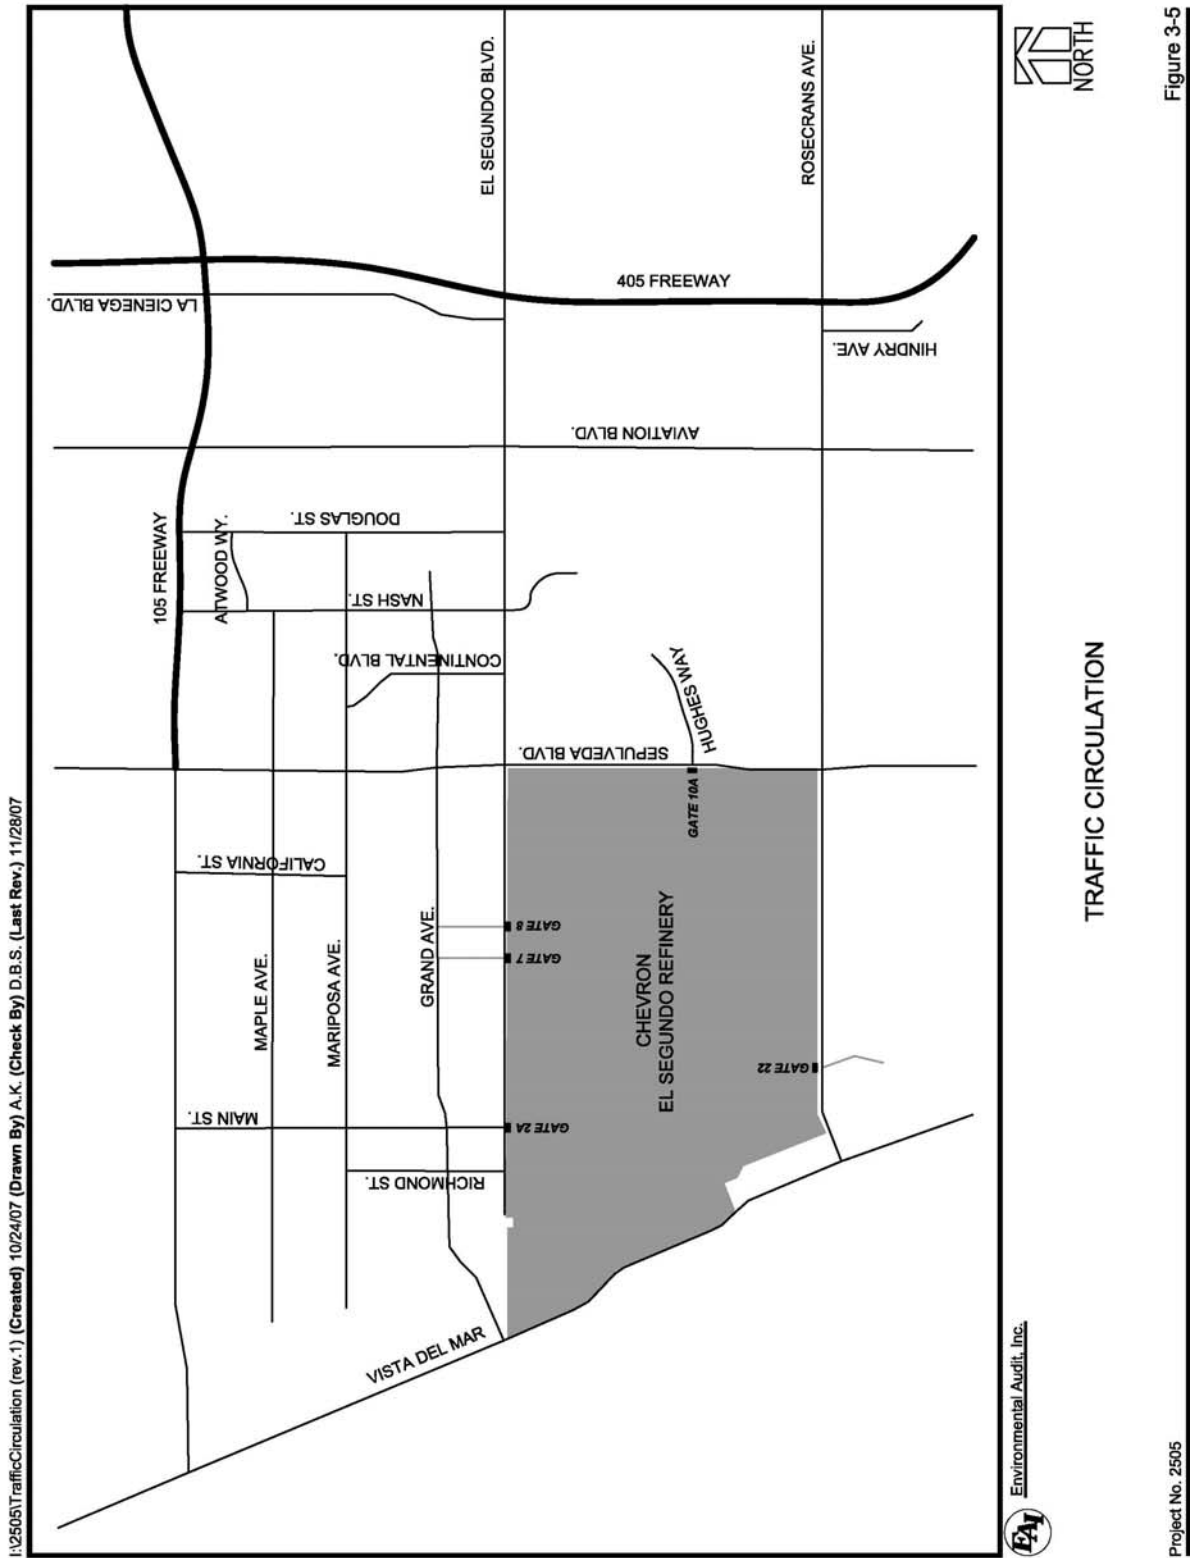 I:\2505\TrafficCirculation (rev.1) (Created) 10/24/07 (Drawn By) A.K. (Check By) D.B.S. (Last Rev.) 11/28/07
105 FREEWAY
ATWOOD WY.
DOUGLAS ST.
NASH ST.
CONTINENTAL BLVD.
LA CIENEGA BLVD.
405 FREEWAY
EL SEGUNDO BLVD.
ROSECRANS AVE.
HINDRY AVE.
AVIATION BLVD.
SEPULVEDA BLVD.
HUGHES WAY
CALIFORNIA ST.
MAPLE AVE.
MARIPOSA AVE.
GRAND AVE.
MAIN ST.
RICHMOND ST.
VISTA DEL MAR
GATE 2A
GATE 7
GATE 8
GATE 10A
GATE 22
CHEVRON
EL SEGUNDO REFINERY
NORTH
EAI
Environmental Audit, Inc.
TRAFFIC CIRCULATION
Project No. 2505
Figure 3-5